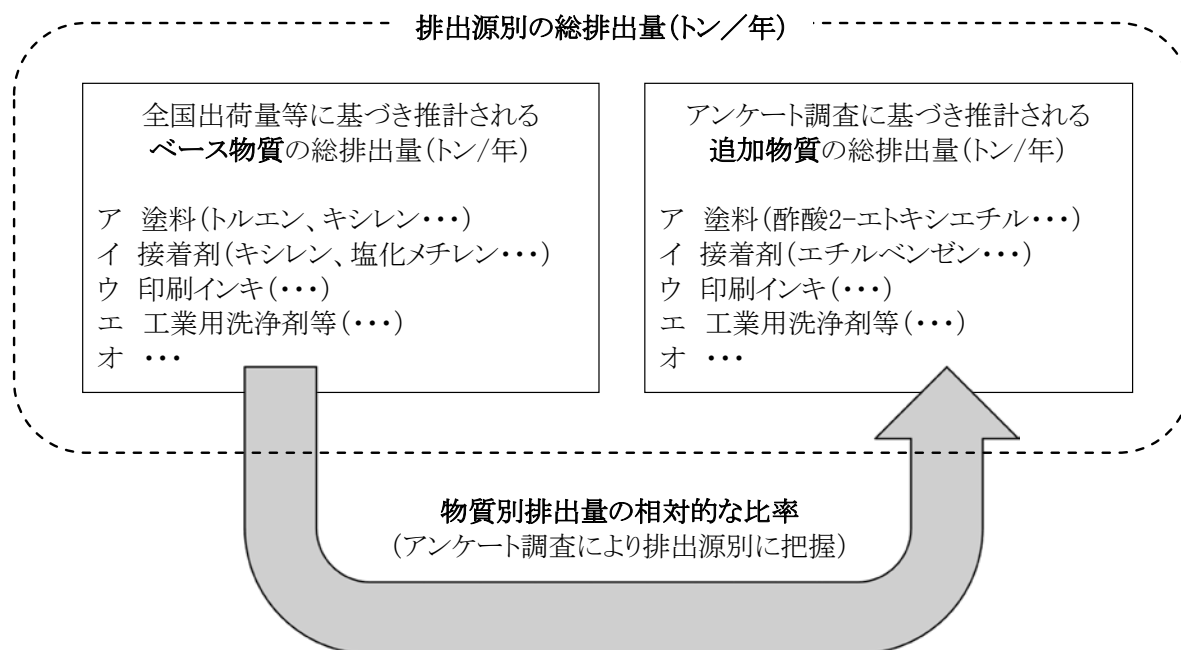 排出源別の総排出量(トン／年)
全国出荷量等に基づき推計される
ベース物質の総排出量(トン/年)
ア 塗料(トルエン、キシレン・・・)
イ 接着剤(キシレン、塩化メチレン・・・)
ウ 印刷インキ(・・・)
エ 工業用洗浄剤等(・・・)
オ ・・・
アンケート調査に基づき推計される
追加物質の総排出量(トン/年)
ア 塗料(酢酸2-エトキシエチル・・・)
イ 接着剤(エチルベンゼン・・・)
ウ 印刷インキ(・・・)
エ 工業用洗浄剤等(・・・)
オ ・・・
物質別排出量の相対的な比率
(アンケート調査により排出源別に把握)